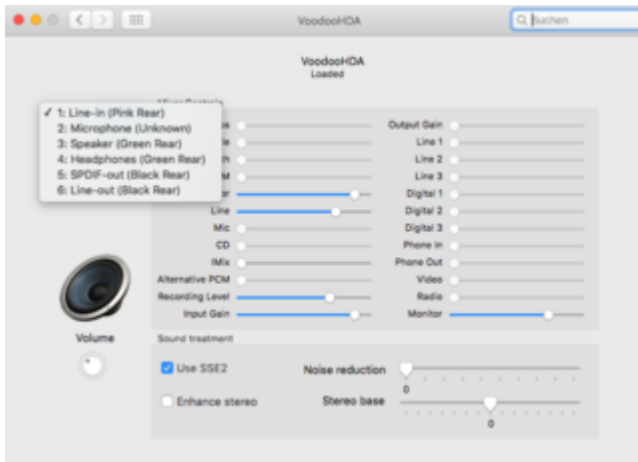 VoodooHDA
Suchen
VoodooHDA
Loaded
✓ 1: Line-in (Pink Rear)
2: Microphone (Unknown)
3: Speaker (Green Rear)
4: Headphones (Green Rear)
5: SPDIF-out (Black Rear)
6: Line-out (Black Rear)
Line
Mic
CD
IMix
Alternative PCM
Recording Level
Input Gain
Output Gain
Line 1
Line 2
Line 3
Digital 1
Digital 2
Digital 3
Phone In
Phone Out
Video
Radio
Monitor
Volume
Sound treatment
Use SSE2
Enhance stereo
Noise reduction
0
Stereo base
0